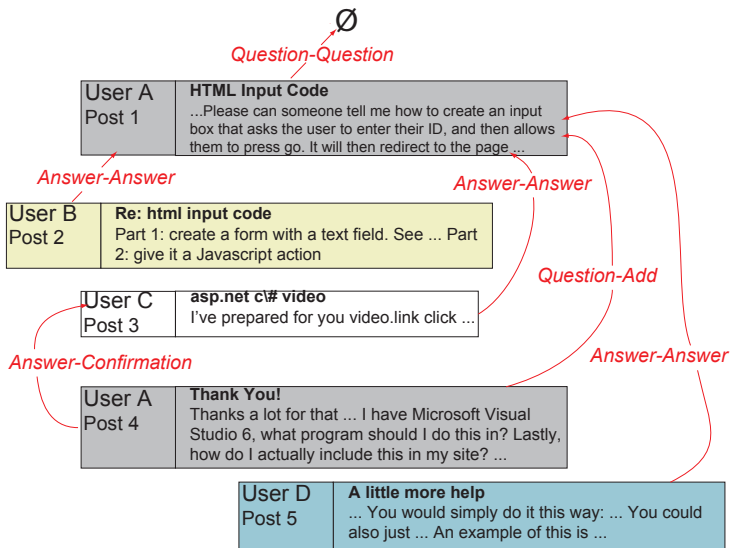 Ø
Question-Question
User A
Post 1
HTML Input Code
...Please can someone tell me how to create an input
box that asks the user to enter their ID, and then allows
them to press go. It will then redirect to the page ...
Answer-Answer
Answer-Answer
User B
Post 2
Re: html input code
Part 1: create a form with a text field. See ... Part
2: give it a Javascript action
Question-Add
User C
Post 3
asp.net c\# video
I've prepared for you video.link click ...
Answer-Confirmation
Answer-Answer
User A
Post 4
Thank You!
Thanks a lot for that ... I have Microsoft Visual
Studio 6, what program should I do this in? Lastly,
how do I actually include this in my site? ...
User D
Post 5
A little more help
... You would simply do it this way: ... You could
also just ... An example of this is ...